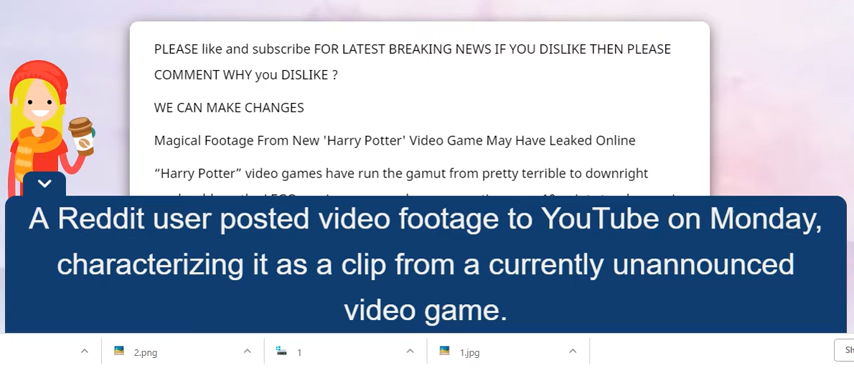 PLEASE like and subscribe FOR LATEST BREAKING NEWS IF YOU DISLIKE THEN PLEASE
COMMENT WHY you DISLIKE ?
WE CAN MAKE CHANGES
Magical Footage From New 'Harry Potter' Video Game May Have Leaked Online
“Harry Potter” video games have run the gamut from pretty terrible to downright
A Reddit user posted video footage to YouTube on Monday,
characterizing it as a clip from a currently unannounced
video game.
2.png
1
1.jpg
Sh